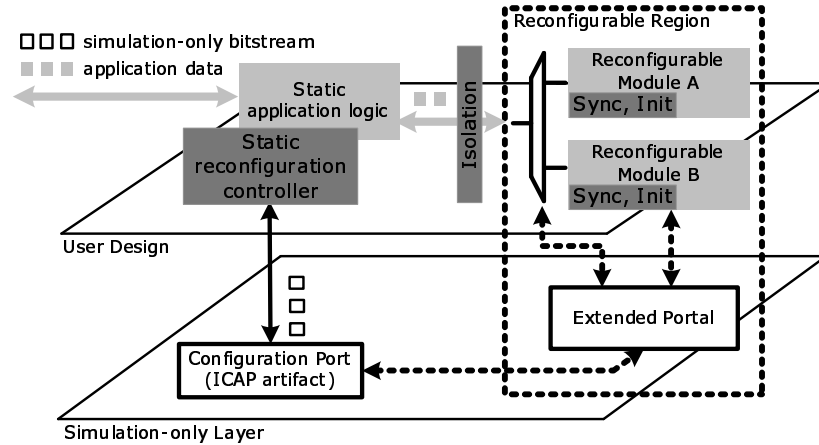 Reconfigurable Region
simulation-only bitstream
application data
Static
application logic
Static
reconfiguration
controller
Isolation
Reconfigurable
Module A
Sync, Init
Reconfigurable
Module B
Sync, Init
User Design
Extended Portal
Configuration Port
(ICAP artifact)
Simulation-only Layer